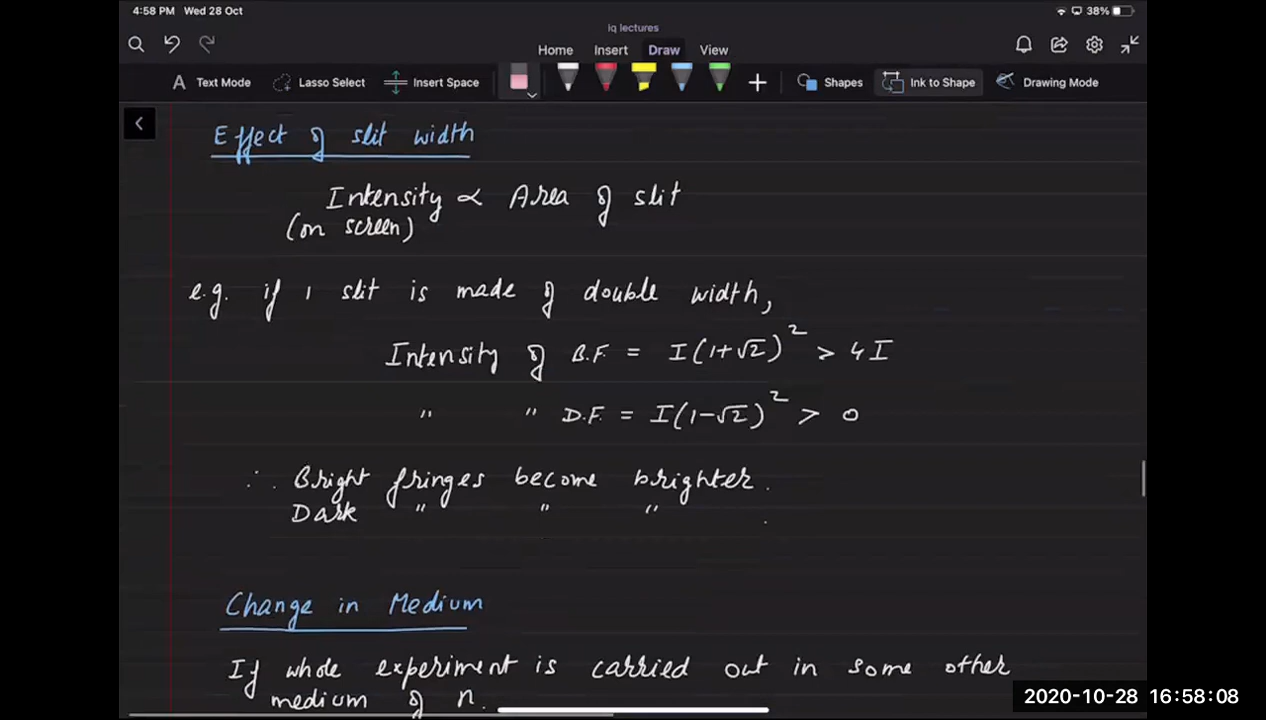 4:58 PM Wed 28 Oct
38%
iq lectures
Home Insert Draw View
Text Mode Lasso Select Insert Space Shapes Ink to Shape Drawing Mode
Effect of slit width
Intensity ∝ Area of slit
(on screen)
e.g. if 1 slit is made of double width,
Intensity of B.F. = I(1+√2)² > 4I
" " D.F. = I(1-√2)² > 0
∴ Bright fringes become brighter.
Dark " " " .
Change in Medium
If whole experiment is carried out in some other
medium of n.
2020-10-28 16:58:08